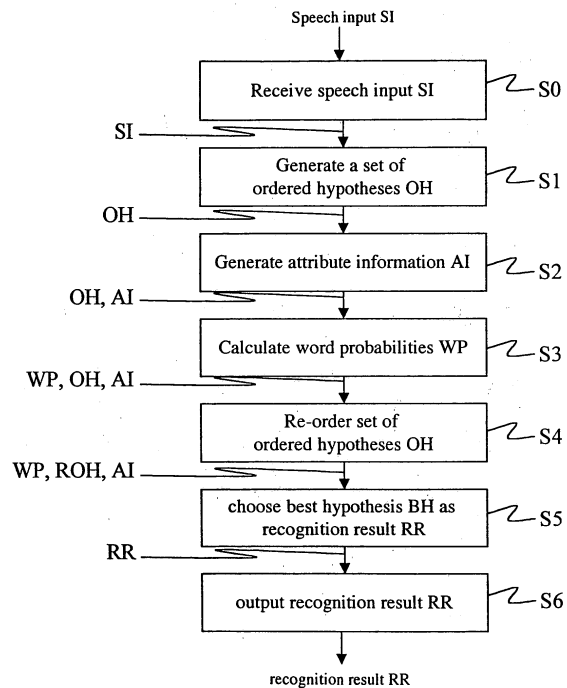 Speech input SI
Receive speech input SI
S0
SI
Generate a set of
ordered hypotheses OH
S1
OH
Generate attribute information AI
S2
OH, AI
Calculate word probabilities WP
S3
WP, OH, AI
Re-order set of
ordered hypotheses OH
S4
WP, ROH, AI
choose best hypothesis BH as
recognition result RR
S5
RR
output recognition result RR
S6
recognition result RR